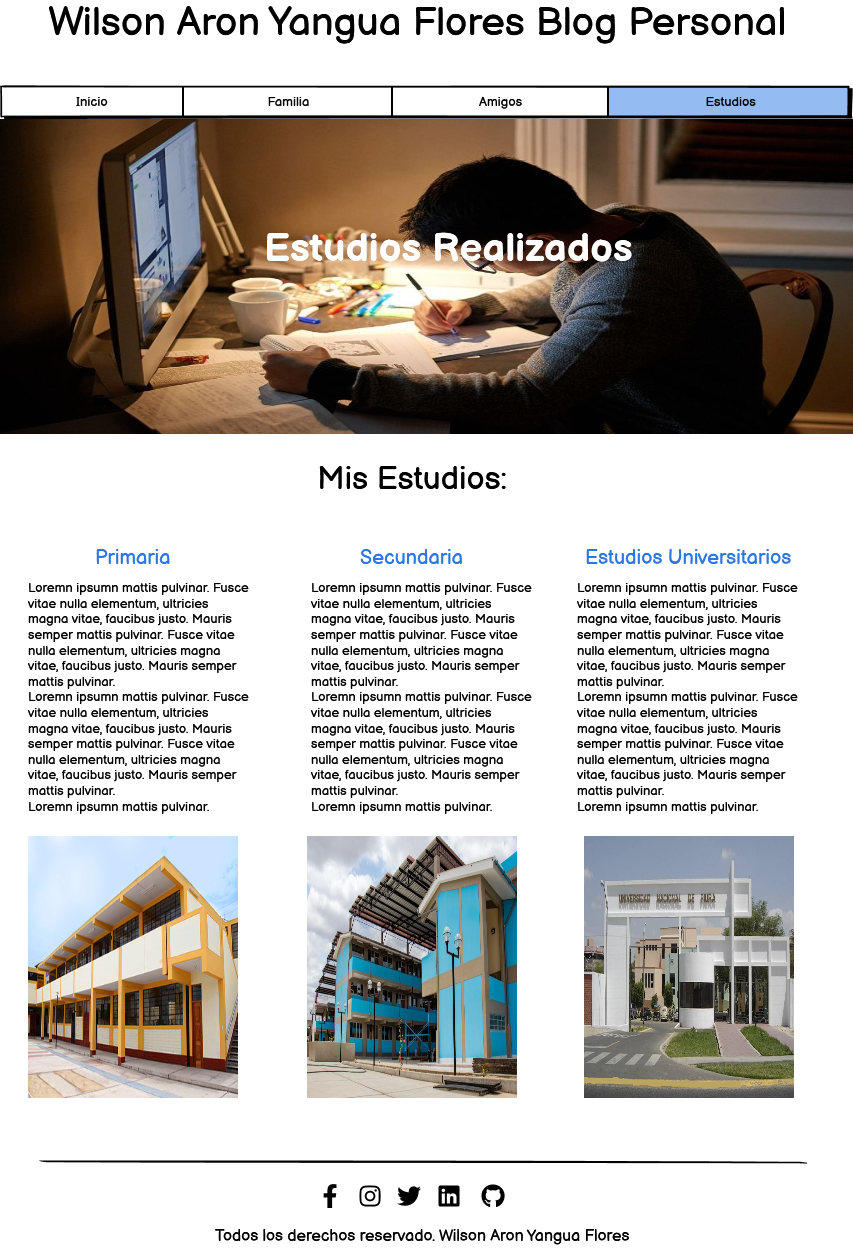 Wilson Aron Yangua Flores Blog Personal
Inicio
Familia
Amigos
Estudios
Estudios Realizados
Mis Estudios:
Primaria
Loremn ipsumn mattis pulvinar. Fusce
vitae nulla elementum, ultricies
magna vitae, faucibus justo. Mauris
semper mattis pulvinar. Fusce vitae
nulla elementum, ultricies magna
vitae, faucibus justo. Mauris semper
mattis pulvinar.
Loremn ipsumn mattis pulvinar. Fusce
vitae nulla elementum, ultricies
magna vitae, faucibus justo. Mauris
semper mattis pulvinar. Fusce vitae
nulla elementum, ultricies magna
vitae, faucibus justo. Mauris semper
mattis pulvinar.
Loremn ipsumn mattis pulvinar.
Secundaria
Loremn ipsumn mattis pulvinar. Fusce
vitae nulla elementum, ultricies
magna vitae, faucibus justo. Mauris
semper mattis pulvinar. Fusce vitae
nulla elementum, ultricies magna
vitae, faucibus justo. Mauris semper
mattis pulvinar.
Loremn ipsumn mattis pulvinar. Fusce
vitae nulla elementum, ultricies
magna vitae, faucibus justo. Mauris
semper mattis pulvinar. Fusce vitae
nulla elementum, ultricies magna
vitae, faucibus justo. Mauris semper
mattis pulvinar.
Loremn ipsumn mattis pulvinar.
Estudios Universitarios
Loremn ipsumn mattis pulvinar. Fusce
vitae nulla elementum, ultricies
magna vitae, faucibus justo. Mauris
semper mattis pulvinar. Fusce vitae
nulla elementum, ultricies magna
vitae, faucibus justo. Mauris semper
mattis pulvinar.
Loremn ipsumn mattis pulvinar. Fusce
vitae nulla elementum, ultricies
magna vitae, faucibus justo. Mauris
semper mattis pulvinar. Fusce vitae
nulla elementum, ultricies magna
vitae, faucibus justo. Mauris semper
mattis pulvinar.
Loremn ipsumn mattis pulvinar.
UNIVERSIDAD NACIONAL DE PIURA
Todos los derechos reservado. Wilson Aron Yangua Flores